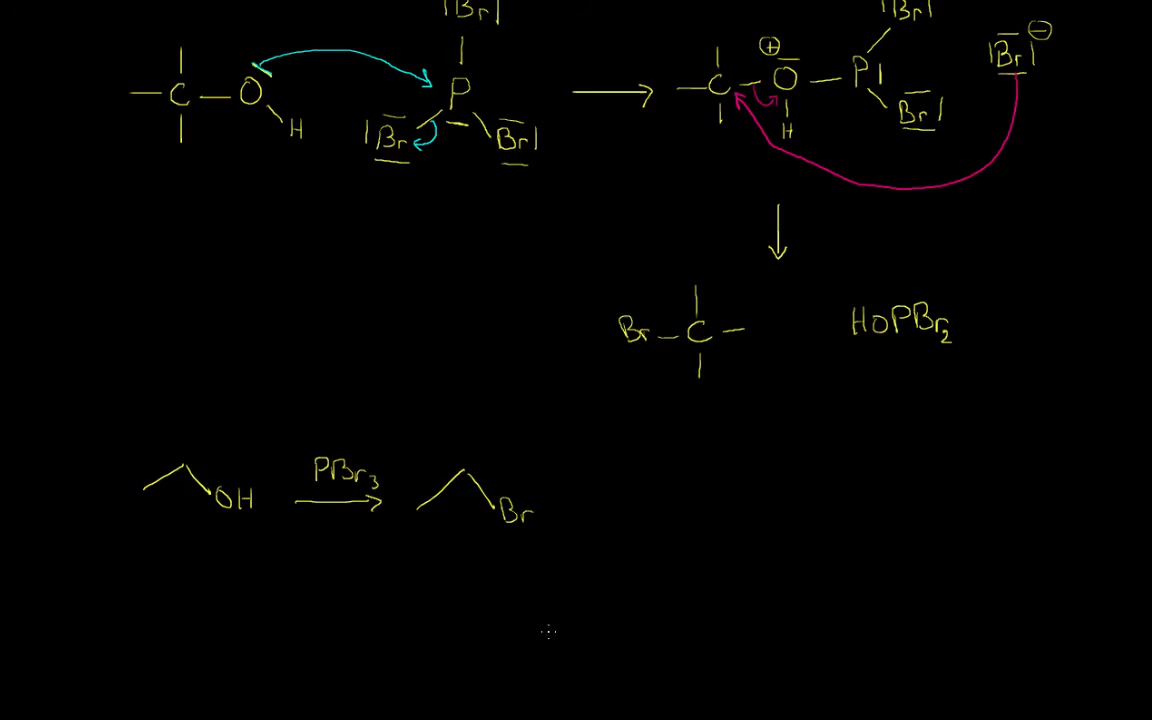 |Br|
|Br|
|Br| ⊖
C O H
P
|Br Br|
C ⊕ O H
P|
Br|
Br C
HOPBr2
OH
PBr3
Br